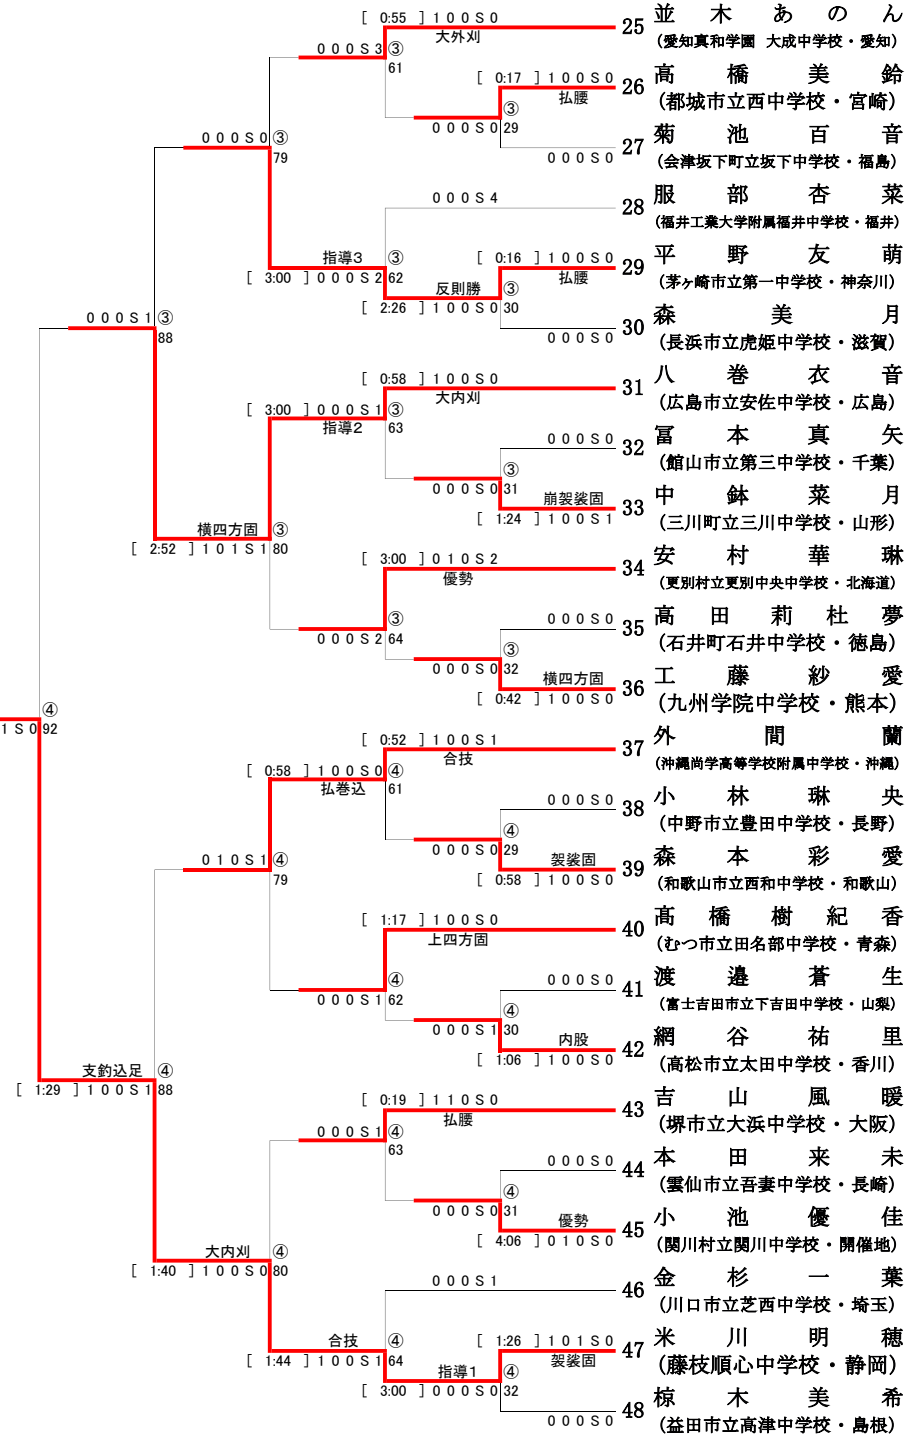 [ 0:55 ] 1 0 0 S 0
25 並木あのん
大外刈
(愛知真和学園 大成中学校・愛知)
0 0 0 S 3 ③
61
[ 0:17 ] 1 0 0 S 0
26 高橋美鈴
払腰
(都城市立西中学校・宮崎)
③
0 0 0 S 0 29
0 0 0 S 0 ③
79
27 菊池百音
0 0 0 S 0
(会津坂下町立坂下中学校・福島)
0 0 0 S 4
28 服部杏菜
(福井工業大学附属福井中学校・福井)
指導3 ③
[ 3:00 ] 0 0 0 S 2 62
[ 0:16 ] 1 0 0 S 0
29 平野友萌
払腰
(茅ヶ崎市立第一中学校・神奈川)
反則勝 ③
[ 2:26 ] 1 0 0 S 0 30
0 0 0 S 1 ③
88
30 森美月
0 0 0 S 0
(長浜市立虎姫中学校・滋賀)
[ 0:58 ] 1 0 0 S 0
31 八巻衣音
大内刈
(広島市立安佐中学校・広島)
[ 3:00 ] 0 0 0 S 1 ③
指導2 63
0 0 0 S 0
32 冨本真矢
(館山市立第三中学校・千葉)
③
0 0 0 S 0 31
崩袈裟固
33 中鉢菜月
[ 1:24 ] 1 0 0 S 1
(三川町立三川中学校・山形)
横四方固 ③
[ 2:52 ] 1 0 1 S 1 80
[ 3:00 ] 0 1 0 S 2
34 安村華琳
優勢
(更別村立更別中央中学校・北海道)
③
0 0 0 S 2 64
0 0 0 S 0
35 高田莉杜夢
(石井町石井中学校・徳島)
③
0 0 0 S 0 32
横四方固
36 工藤紗愛
[ 0:42 ] 1 0 0 S 0
(九州学院中学校・熊本)
④
1 S 0 92
[ 0:52 ] 1 0 0 S 1
37 外間蘭
合技
(沖縄尚学高等学校附属中学校・沖縄)
[ 0:58 ] 1 0 0 S 0 ④
払巻込 61
0 0 0 S 0
38 小林琳央
(中野市立豊田中学校・長野)
④
0 0 0 S 0 29
0 1 0 S 1 ④
79
袈裟固
39 森本彩愛
[ 0:58 ] 1 0 0 S 0
(和歌山市立西和中学校・和歌山)
[ 1:17 ] 1 0 0 S 0
40 髙橋樹紀香
上四方固
(むつ市立田名部中学校・青森)
④
0 0 0 S 1 62
0 0 0 S 0
41 渡邉蒼生
(富士吉田市立下吉田中学校・山梨)
④
0 0 0 S 1 30
内股
42 網谷祐里
[ 1:06 ] 1 0 0 S 0
(高松市立太田中学校・香川)
支釣込足 ④
[ 1:29 ] 1 0 0 S 1 88
[ 0:19 ] 1 1 0 S 0
43 吉山風暖
払腰
(堺市立大浜中学校・大阪)
0 0 0 S 1 ④
63
0 0 0 S 0
44 本田来未
(雲仙市立吾妻中学校・長崎)
④
0 0 0 S 0 31
優勢
45 小池優佳
[ 4:06 ] 0 1 0 S 0
(関川村立関川中学校・開催地)
大内刈 ④
[ 1:40 ] 1 0 0 S 0 80
0 0 0 S 1
46 金杉一葉
(川口市立芝西中学校・埼玉)
合技 ④
[ 1:44 ] 1 0 0 S 1 64
[ 1:26 ] 1 0 1 S 0
47 米川明穂
袈裟固
(藤枝順心中学校・静岡)
指導1 ④
[ 3:00 ] 0 0 0 S 0 32
48 椋木美希
0 0 0 S 0
(益田市立高津中学校・島根)